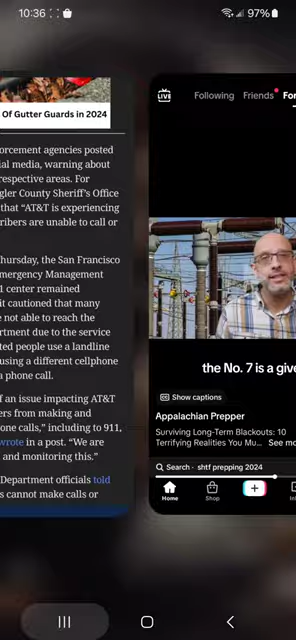 10:36
97%
Of Gutter Guards in 2024
orcement agencies posted
ial media, warning about
respective areas. For
gler County Sheriff's Office
that “AT&T is experiencing
ribers are unable to call or
hursday, the San Francisco
mergency Management
1 center remained
it cautioned that many
e not able to reach the
rtment due to the service
ted people use a landline
using a different cellphone
a phone call.
f an issue impacting AT&T
ers from making and
one calls,” including to 911,
wrote in a post. “We are
and monitoring this.”
Department officials told
s cannot make calls or
LIVE
Following Friends For
the No. 7 is a give
CC Show captions
Appalachian Prepper
Surviving Long-Term Blackouts: 10
Terrifying Realities You Mu... See mo
Search · shtf prepping 2024
Home Shop In